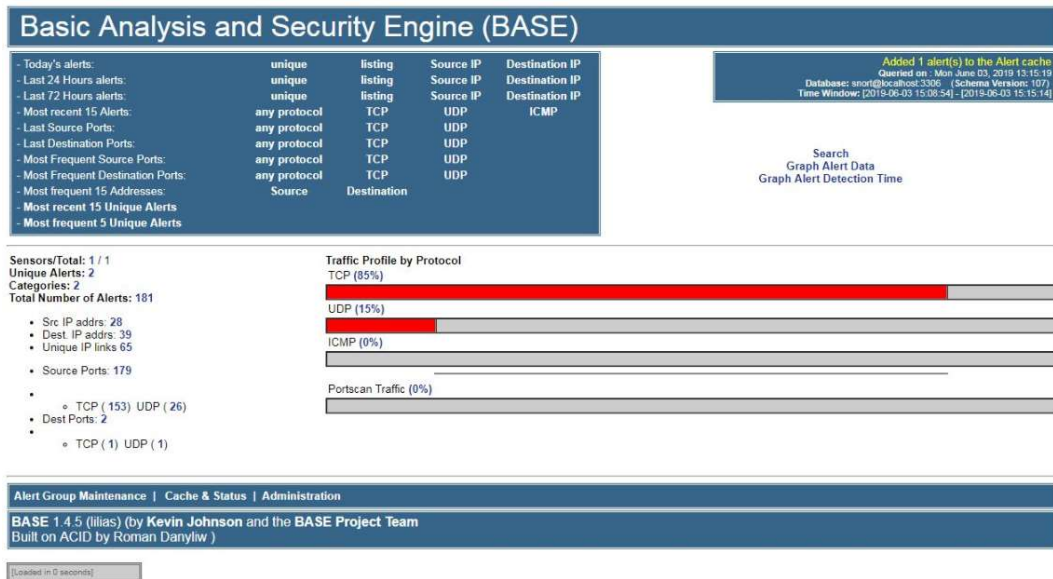 Basic Analysis and Security Engine (BASE)
- Today's alerts: unique listing Source IP Destination IP
- Last 24 Hours alerts: unique listing Source IP Destination IP
- Last 72 Hours alerts: unique listing Source IP Destination IP
- Most recent 15 Alerts: any protocol TCP UDP ICMP
- Last Source Ports: any protocol TCP UDP
- Last Destination Ports: any protocol TCP UDP
- Most Frequent Source Ports: any protocol TCP UDP
- Most Frequent Destination Ports: any protocol TCP UDP
- Most frequent 15 Addresses: Source Destination
- Most recent 15 Unique Alerts
- Most frequent 5 Unique Alerts
Added 1 alert(s) to the Alert cache
Queried on : Mon June 03, 2019 13:15:19
Database: snort@localhost:3306 (Schema Version: 107)
Time Window: [2019-06-03 15:08:54] - [2019-06-03 15:15:14]
Search
Graph Alert Data
Graph Alert Detection Time
Sensors/Total: 1 / 1
Unique Alerts: 2
Categories: 2
Total Number of Alerts: 181
• Src IP addrs: 28
• Dest. IP addrs: 39
• Unique IP links 65
• Source Ports: 179
◦ TCP ( 153) UDP ( 26)
• Dest Ports: 2
◦ TCP ( 1) UDP ( 1)
Traffic Profile by Protocol
TCP (85%)
UDP (15%)
ICMP (0%)
Portscan Traffic (0%)
Alert Group Maintenance | Cache & Status | Administration
BASE 1.4.5 (lilias) (by Kevin Johnson and the BASE Project Team
Built on ACID by Roman Danyliw )
[Loaded in 0 seconds]